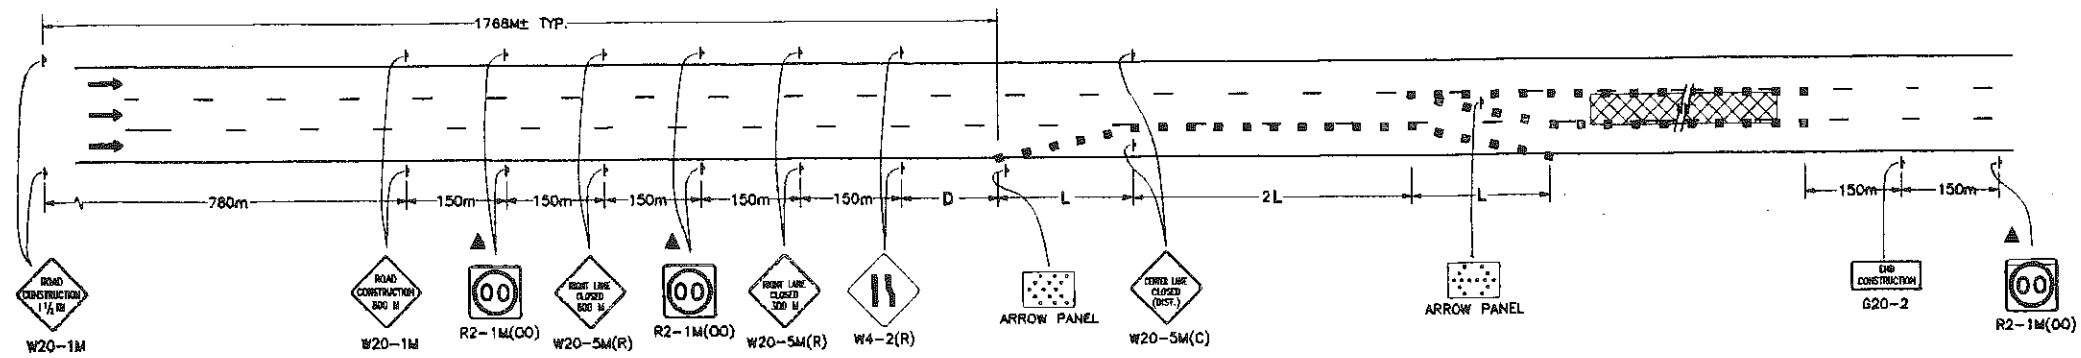 1768M± TYP.
780m
150m
150m
150m
150m
150m
D
L
2L
L
150m
150m
ROAD
CONSTRUCTION
1 1/2 KM
W20-1M
ROAD
CONSTRUCTION
800 M
W20-1M
00
R2-1M(00)
RIGHT LANE
CLOSED
600 M
W20-5M(R)
00
R2-1M(00)
RIGHT LANE
CLOSED
300 M
W20-5M(R)
W4-2(R)
ARROW PANEL
CENTER LANE
CLOSED
(DIST.)
W20-5M(C)
ARROW PANEL
END
CONSTRUCTION
G20-2
00
R2-1M(00)